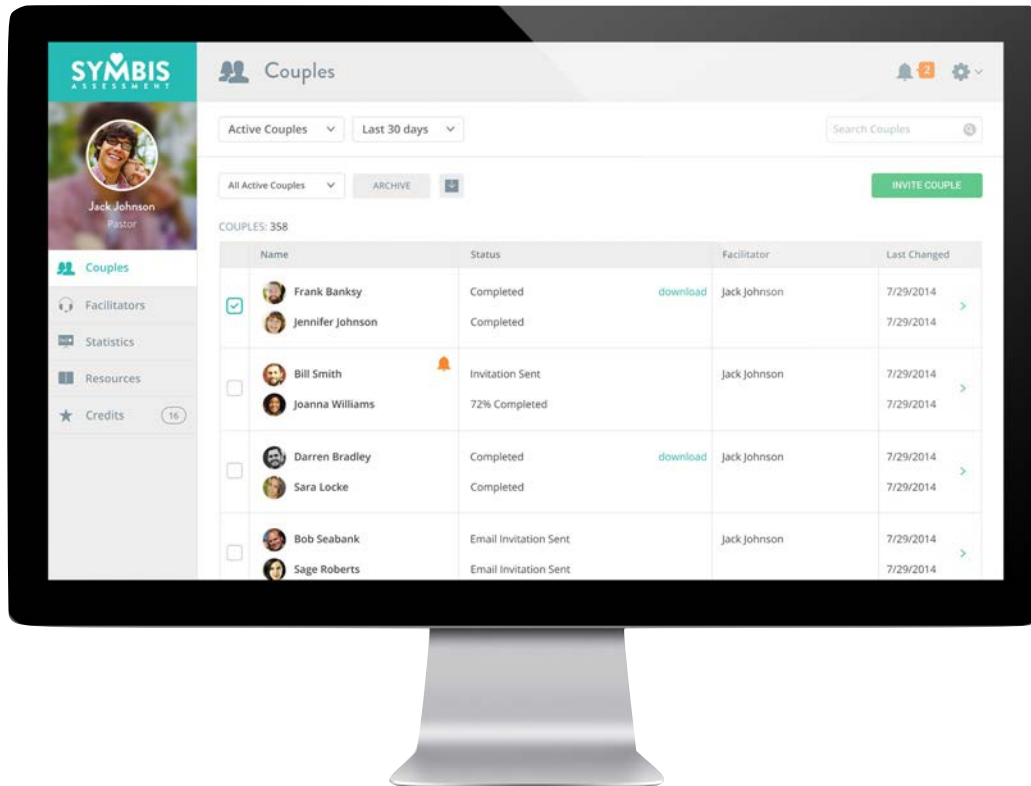 SYMBIS
ASSESSMENT
Couples
2
Jack Johnson
Pastor
Couples
Facilitators
Statistics
Resources
Credits 16
Active Couples Last 30 days Search Couples
All Active Couples ARCHIVE INVITE COUPLE
COUPLES: 358
Name Status Facilitator Last Changed
Frank Banksy Completed download Jack Johnson 7/29/2014
Jennifer Johnson Completed 7/29/2014
Bill Smith Invitation Sent Jack Johnson 7/29/2014
Joanna Williams 72% Completed 7/29/2014
Darren Bradley Completed download Jack Johnson 7/29/2014
Sara Locke Completed 7/29/2014
Bob Seabank Email Invitation Sent Jack Johnson 7/29/2014
Sage Roberts Email Invitation Sent 7/29/2014